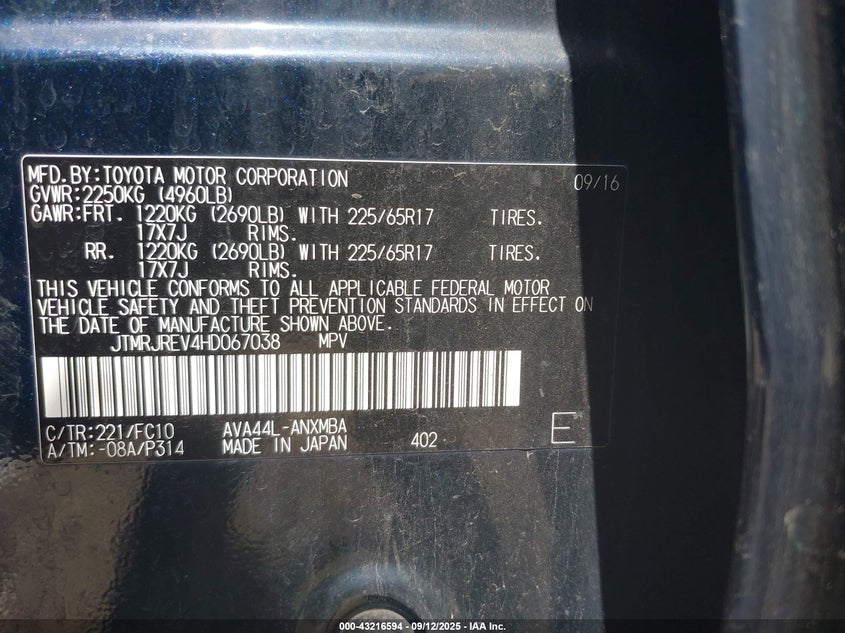 MFD.BY:TOYOTA MOTOR CORPORATION 09/16
GVWR:2250KG (4960LB)
GAWR:FRT. 1220KG (2690LB) WITH 225/65R17 TIRES.
17X7J RIMS.
RR. 1220KG (2690LB) WITH 225/65R17 TIRES.
17X7J RIMS.
THIS VEHICLE CONFORMS TO ALL APPLICABLE FEDERAL MOTOR
VEHICLE SAFETY AND THEFT PREVENTION STANDARDS IN EFFECT ON
THE DATE OF MANUFACTURE SHOWN ABOVE.
JTMRJREV4HD067038 MPV
C/TR:221/FC10 AVA44L-ANXMBA
A/TM:-08A/P314 MADE IN JAPAN 402 E
000-43216594 - 09/12/2025 - IAA Inc.